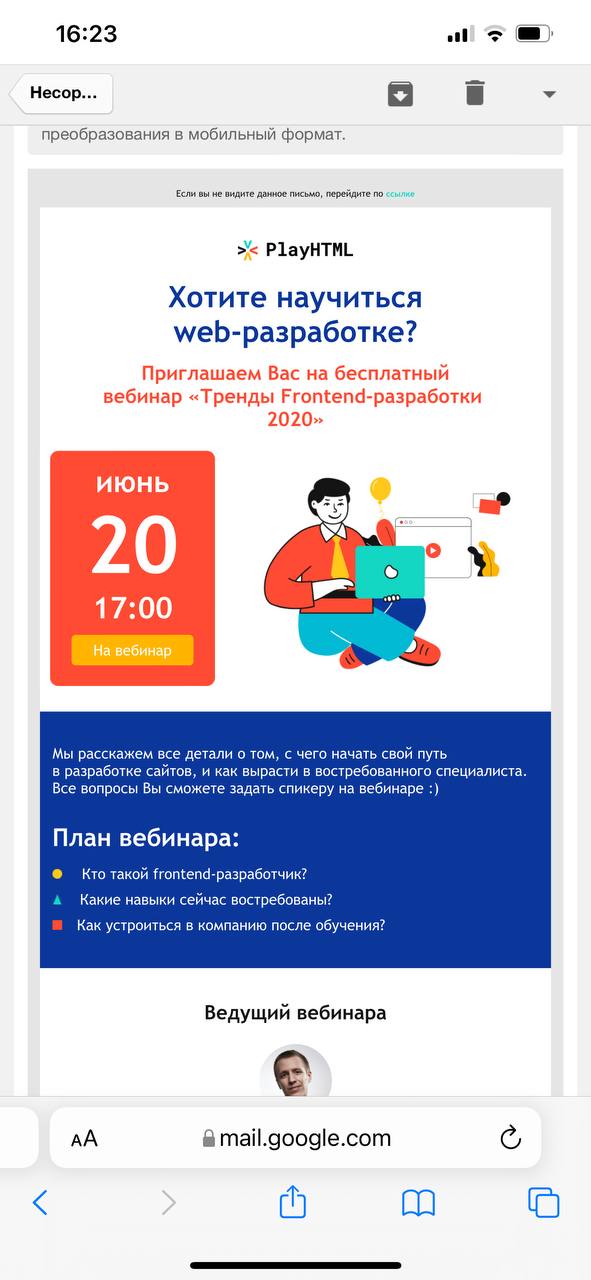 16:23
Несор...
преобразования в мобильный формат.
Если вы не видите данное письмо, перейдите по ссылке
PlayHTML
Хотите научиться
web-разработке?
Приглашаем Вас на бесплатный
вебинар «Тренды Frontend-разработки
2020»
ИЮНЬ
20
17:00
На вебинар
Мы расскажем все детали о том, с чего начать свой путь
в разработке сайтов, и как вырасти в востребованного специалиста.
Все вопросы Вы сможете задать спикеру на вебинаре :)
План вебинара:
Кто такой frontend-разработчик?
Какие навыки сейчас востребованы?
Как устроиться в компанию после обучения?
Ведущий вебинара
AA mail.google.com